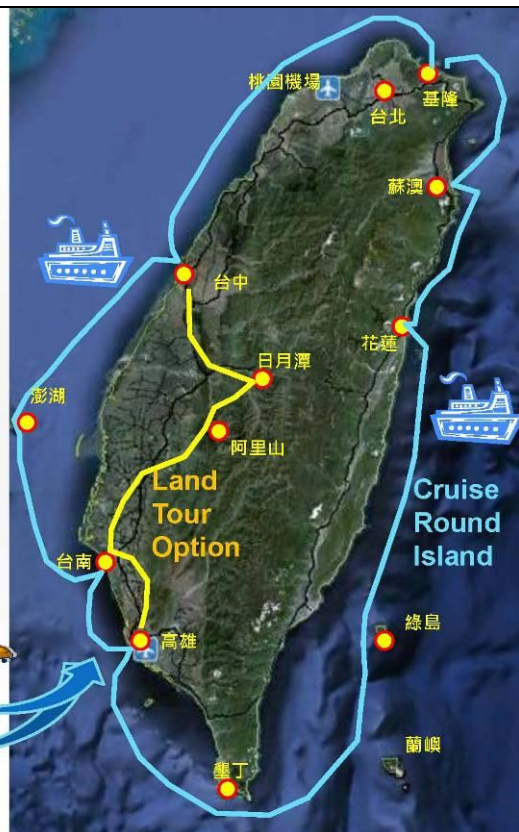 桃園機場
基隆
台北
蘇澳
台中
花蓮
日月潭
澎湖
阿里山
Land
Tour
Option
Cruise
Round
Island
台南
綠島
高雄
蘭嶼
墾丁